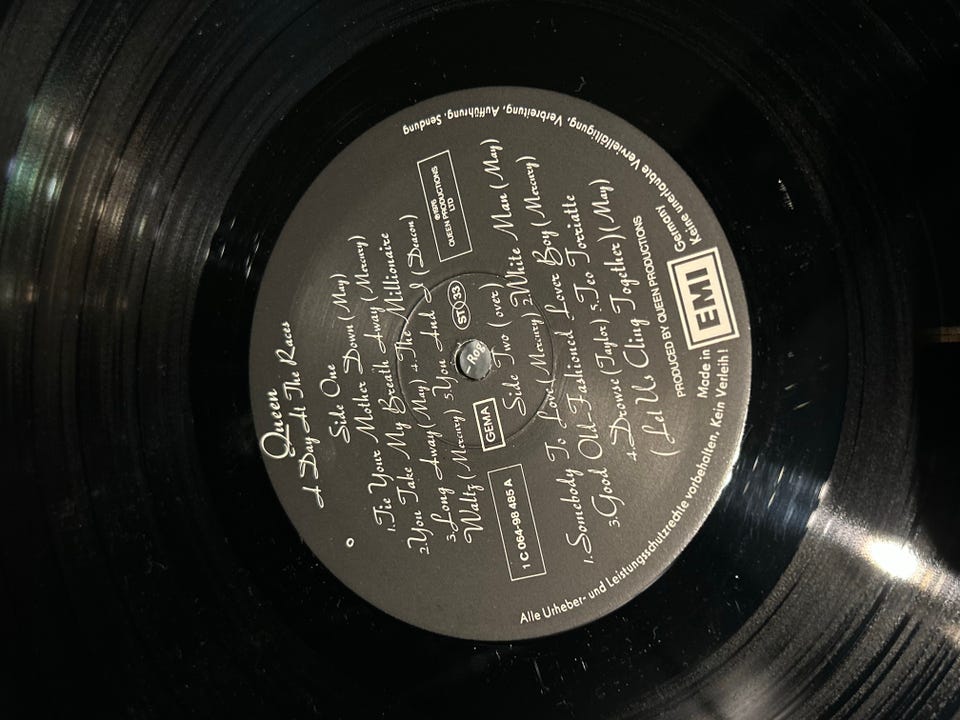 Queen
A Day At The Races
Side One
1.Tie Your Mother Down (May)
2.You Take My Breath Away (Mercury)
3.Long Away (May) 4.The Millionaire
Waltz (Mercury) 5.You And I (Deacon)
GEMA
ST 33
℗1976
QUEEN PRODUCTIONS
LTD
1 C 064-98 485 A
Side Two (over)
1.Somebody To Love (Mercury) 2.White Man (May)
3.Good Old Fashioned Lover Boy (Mercury)
4.Drowse (Taylor) 5.Teo Torriatte
(Let Us Cling Together) (May)
PRODUCED BY QUEEN PRODUCTIONS
EMI
Made in Germany
Alle Urheber- und Leistungsschutzrechte vorbehalten, Kein Verleih!
Keine unerlaubte Vervielfältigung, Verbreitung, Aufführung, Sendung